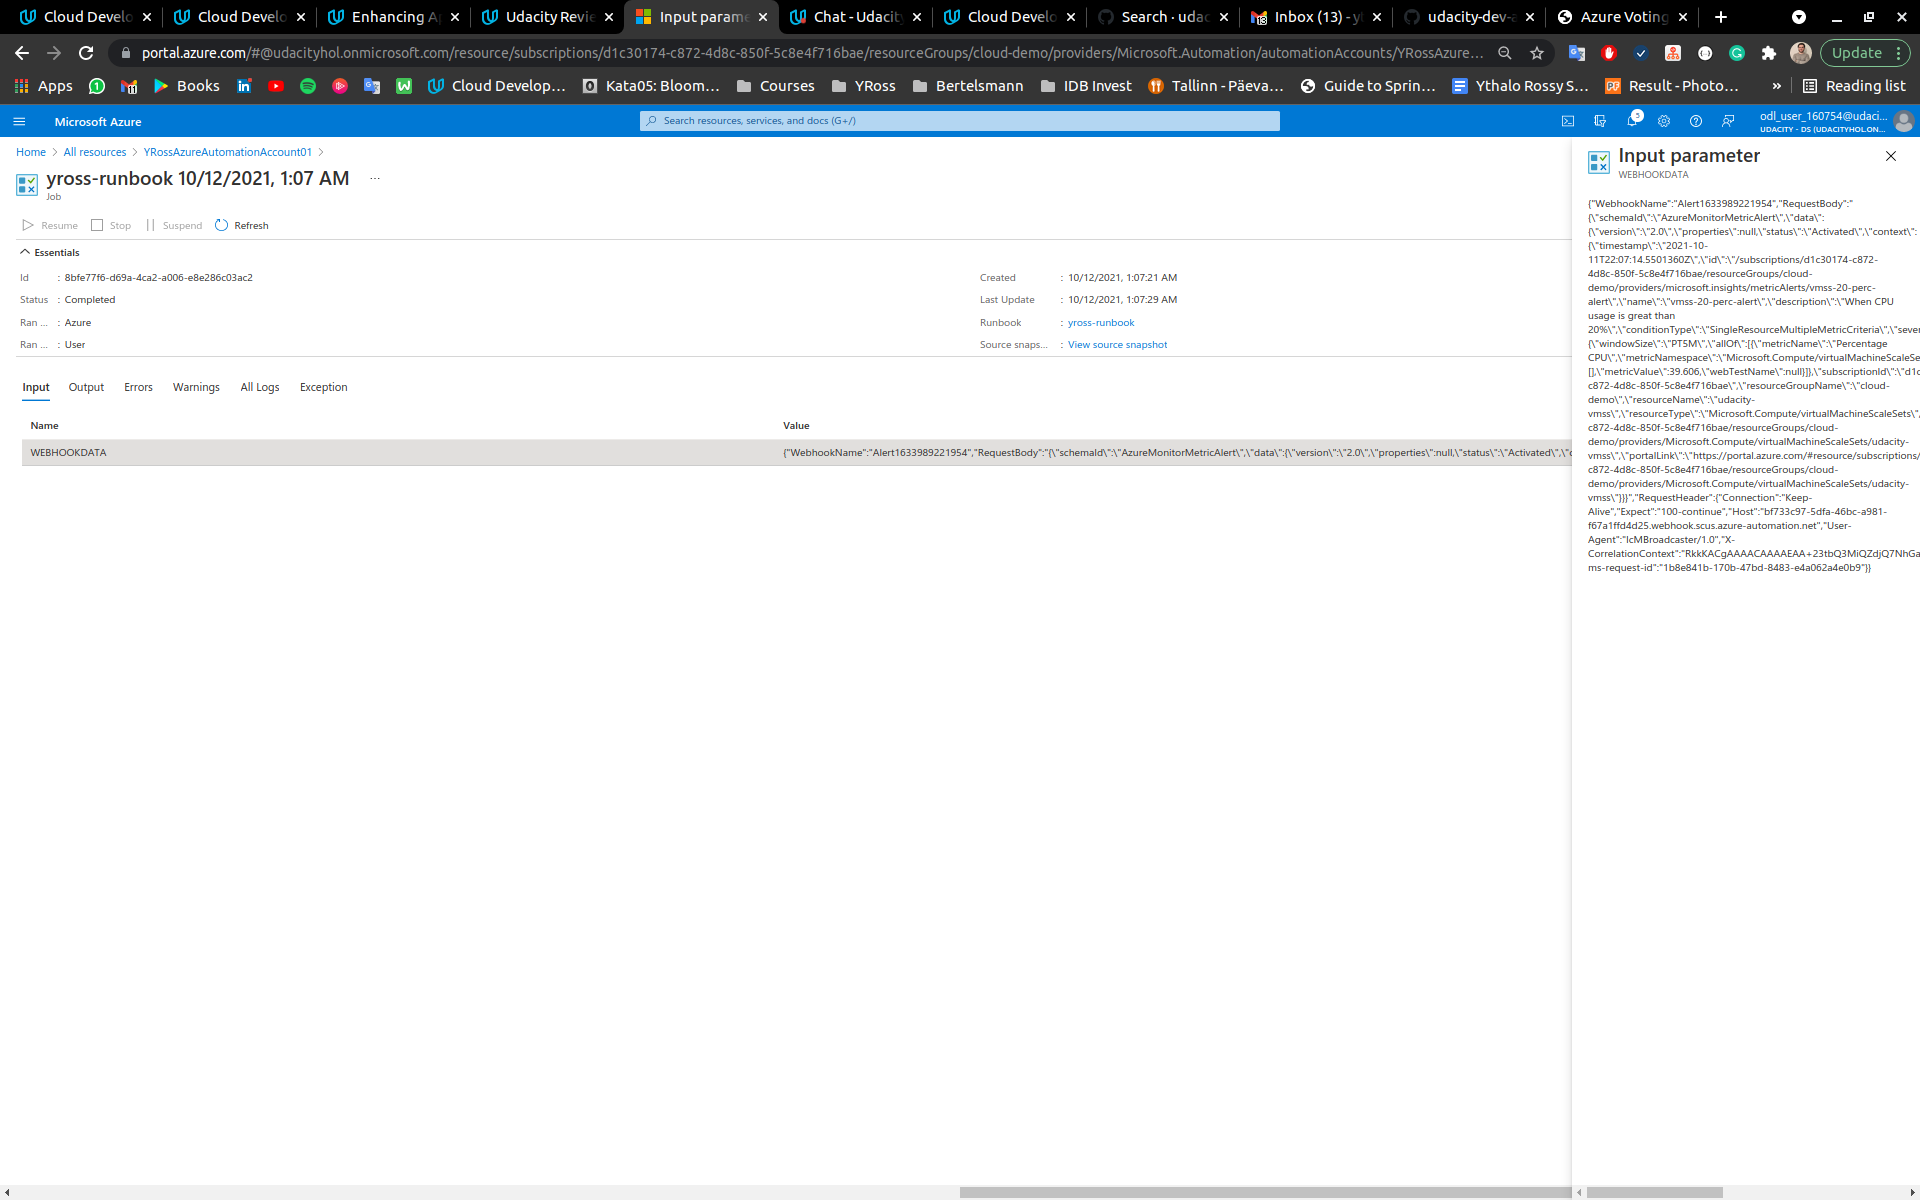 Cloud Develo
Cloud Develo
Enhancing A
Udacity Revie
Input parame
Chat - Udacity
Cloud Develo
Search · udac
Inbox (13) - y
udacity-dev-a
Azure Voting
portal.azure.com/#@udacityhol.onmicrosoft.com/resource/subscriptions/d1c30174-c872-4d8c-850f-5c8e4f716bae/resourceGroups/cloud-demo/providers/Microsoft.Automation/automationAccounts/YRossAzure...
Update
Apps
Books
Cloud Develop...
Kata05: Bloom...
Courses
YRoss
Bertelsmann
IDB Invest
Tallinn - Päeva...
Guide to Sprin...
Ythalo Rossy S...
Result - Photo...
»
Reading list
Microsoft Azure
Search resources, services, and docs (G+/)
5
odl_user_160754@udaci...
UDACITY - DS (UDACITYHOL.ON...
Home > All resources > YRossAzureAutomationAccount01 >
yross-runbook 10/12/2021, 1:07 AM ...
Job
Resume Stop Suspend Refresh
Essentials
Id : 8bfe77f6-d69a-4ca2-a006-e8e286c03ac2
Status : Completed
Ran ... : Azure
Ran ... : User
Created : 10/12/2021, 1:07:21 AM
Last Update : 10/12/2021, 1:07:29 AM
Runbook : yross-runbook
Source snaps... : View source snapshot
Input Output Errors Warnings All Logs Exception
Name Value
WEBHOOKDATA {"WebhookName":"Alert1633989221954","RequestBody":"{\"schemaId\":\"AzureMonitorMetricAlert\",\"data\":{\"version\":\"2.0\",\"properties\":null,\"status\":\"Activated\",\"c
Input parameter
WEBHOOKDATA
{"WebhookName":"Alert1633989221954","RequestBody":"
{\"schemaId\":\"AzureMonitorMetricAlert\",\"data\":
{\"version\":\"2.0\",\"properties\":null,\"status\":\"Activated\",\"context\":
{\"timestamp\":\"2021-10-
11T22:07:14.5501360Z\",\"id\":\"/subscriptions/d1c30174-c872-
4d8c-850f-5c8e4f716bae/resourceGroups/cloud-
demo/providers/microsoft.insights/metricAlerts/vmss-20-perc-
alert\",\"name\":\"vmss-20-perc-alert\",\"description\":\"When CPU
usage is great than
20%\",\"conditionType\":\"SingleResourceMultipleMetricCriteria\",\"seve
{\"windowSize\":\"PT5M\",\"allOf\":[{\"metricName\":\"Percentage
CPU\",\"metricNamespace\":\"Microsoft.Compute/virtualMachineScaleSe
[],\"metricValue\":39.606,\"webTestName\":null}]},\"subscriptionId\":\"d1c
c872-4d8c-850f-5c8e4f716bae\",\"resourceGroupName\":\"cloud-
demo\",\"resourceName\":\"udacity-
vmss\",\"resourceType\":\"Microsoft.Compute/virtualMachineScaleSets\",
c872-4d8c-850f-5c8e4f716bae/resourceGroups/cloud-
demo/providers/Microsoft.Compute/virtualMachineScaleSets/udacity-
vmss\",\"portalLink\":\"https://portal.azure.com/#resource/subscriptions/
c872-4d8c-850f-5c8e4f716bae/resourceGroups/cloud-
demo/providers/Microsoft.Compute/virtualMachineScaleSets/udacity-
vmss\"}}}","RequestHeader":{"Connection":"Keep-
Alive","Expect":"100-continue","Host":"bf733c97-5dfa-46bc-a981-
f67a1ffd4d25.webhook.scus.azure-automation.net","User-
Agent":"IcMBroadcaster/1.0","X-
CorrelationContext":"RkkKACgAAAACAAAAEAA+23tbQ3MiQZdjQ7NhGa
ms-request-id":"1b8e841b-170b-47bd-8483-e4a062a4e0b9"}}